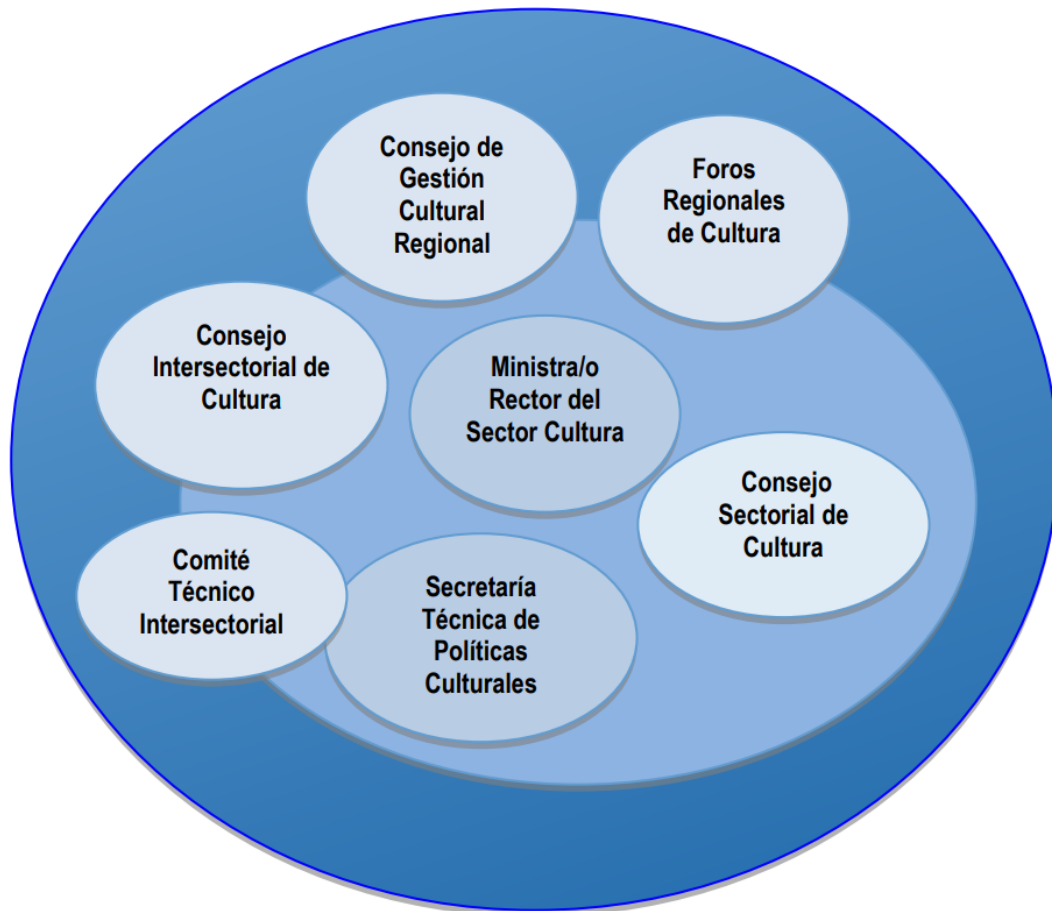 Consejo de
Gestión
Cultural
Regional
Foros
Regionales
de Cultura
Consejo
Intersectorial de
Cultura
Ministra/o
Rector del
Sector Cultura
Consejo
Sectorial de
Cultura
Comité
Técnico
Intersectorial
Secretaría
Técnica de
Políticas
Culturales